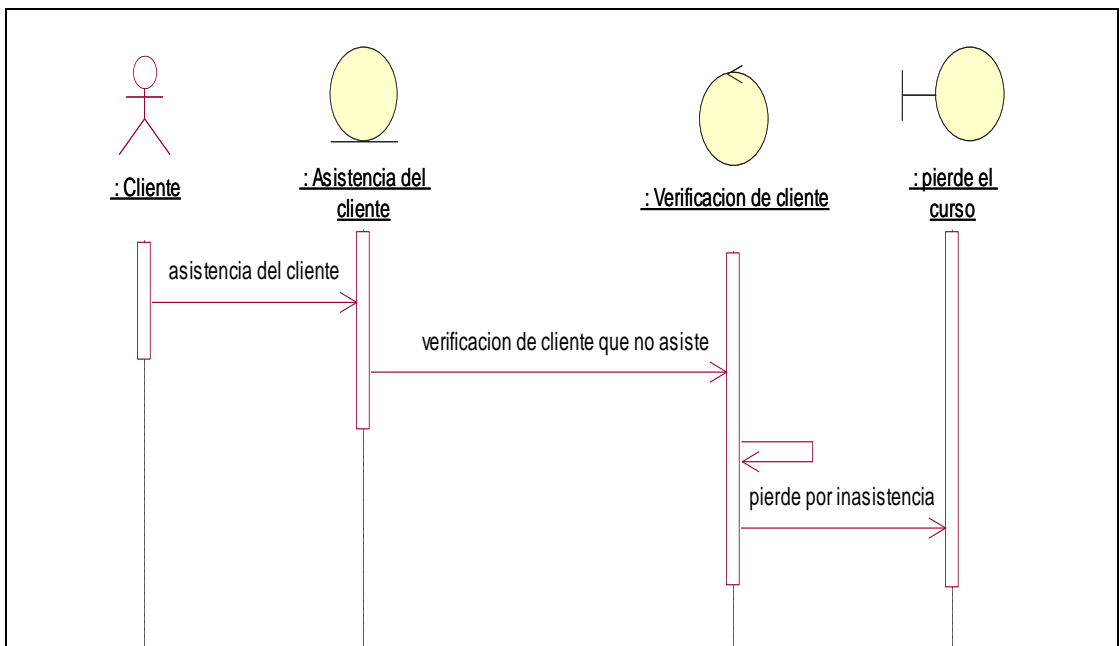 : Cliente
: Asistencia del
cliente
: Verificacion de cliente
: pierde el
curso
asistencia del cliente
verificacion de cliente que no asiste
pierde por inasistencia